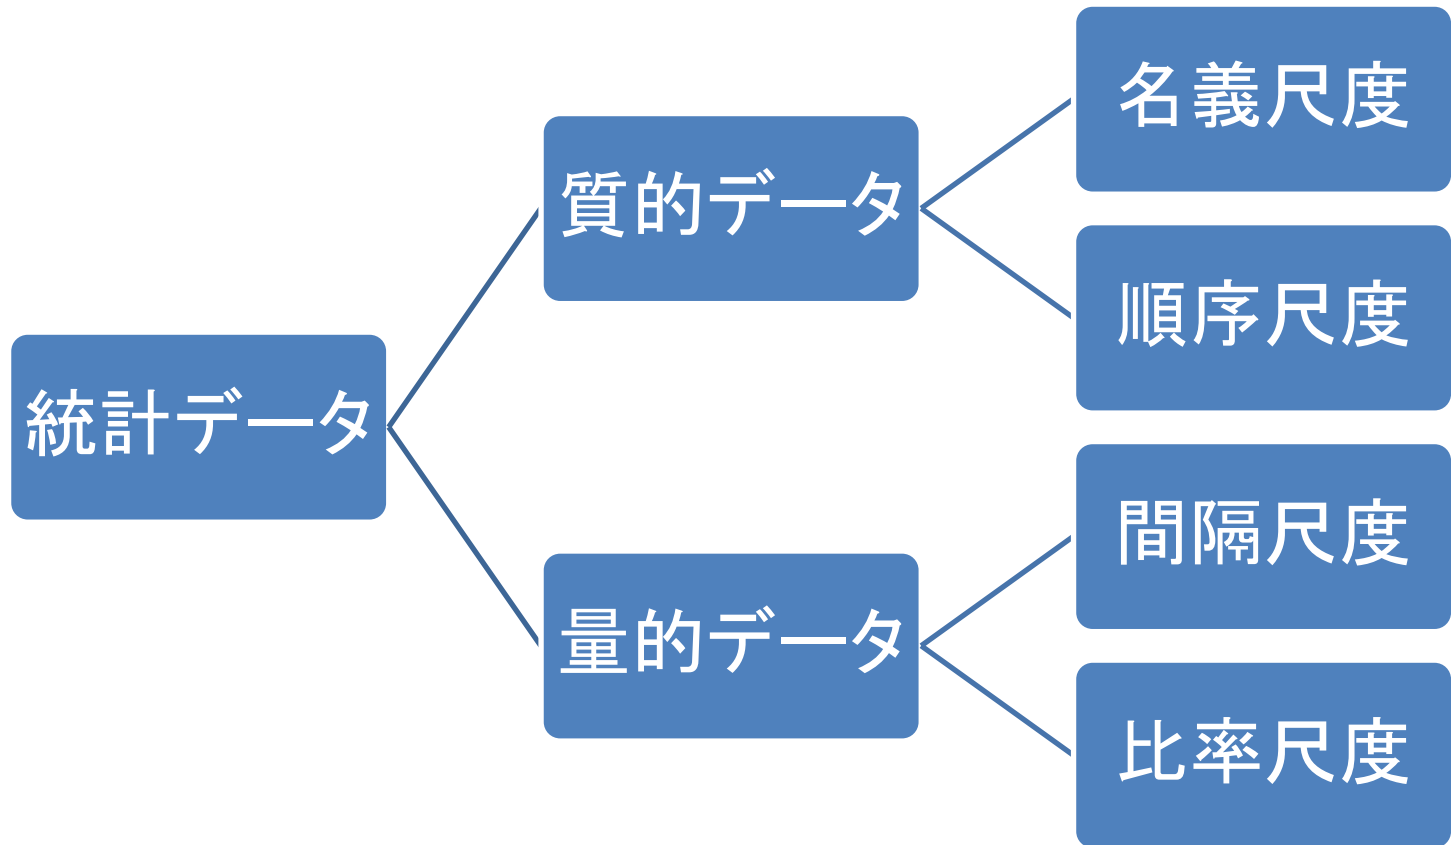 統計データ
質的データ
名義尺度
順序尺度
量的データ
間隔尺度
比率尺度